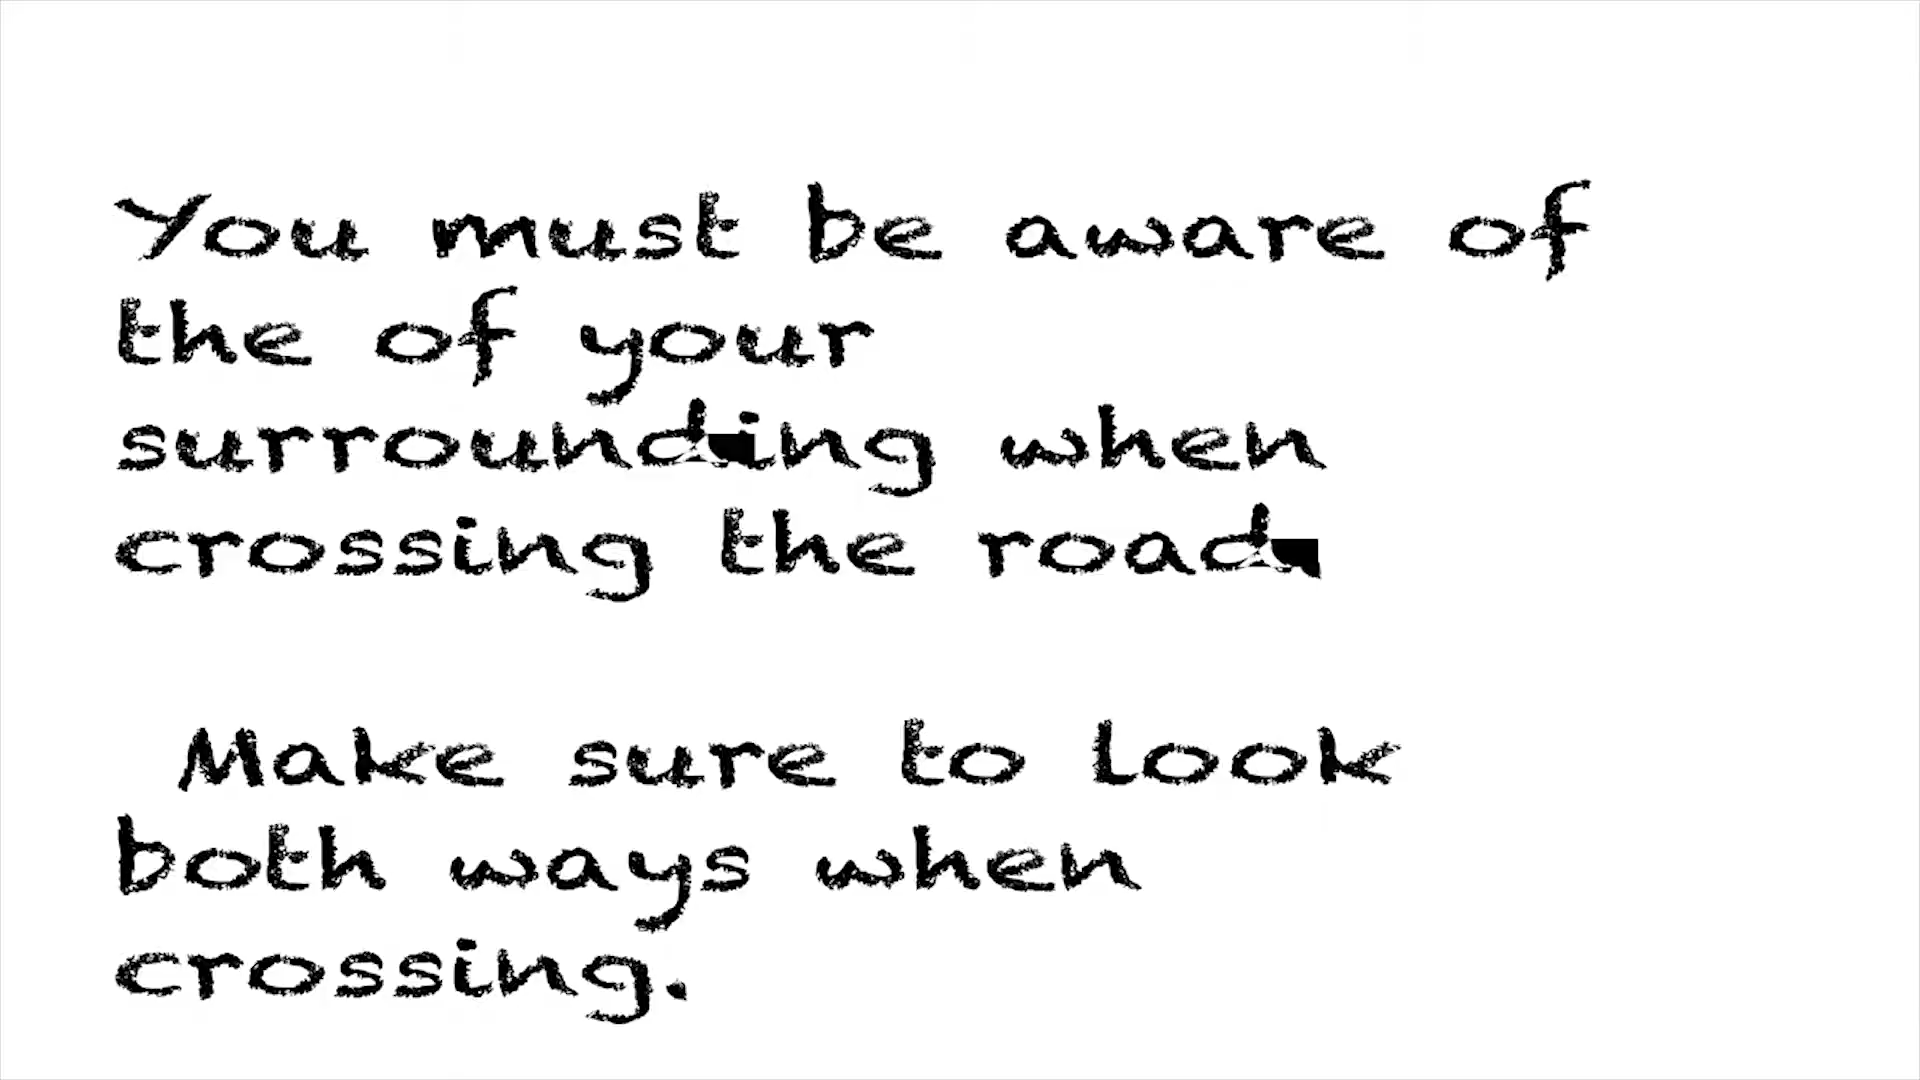 You must be aware of
the of your
surrounding when
crossing the road
Make sure to look
both ways when
crossing.